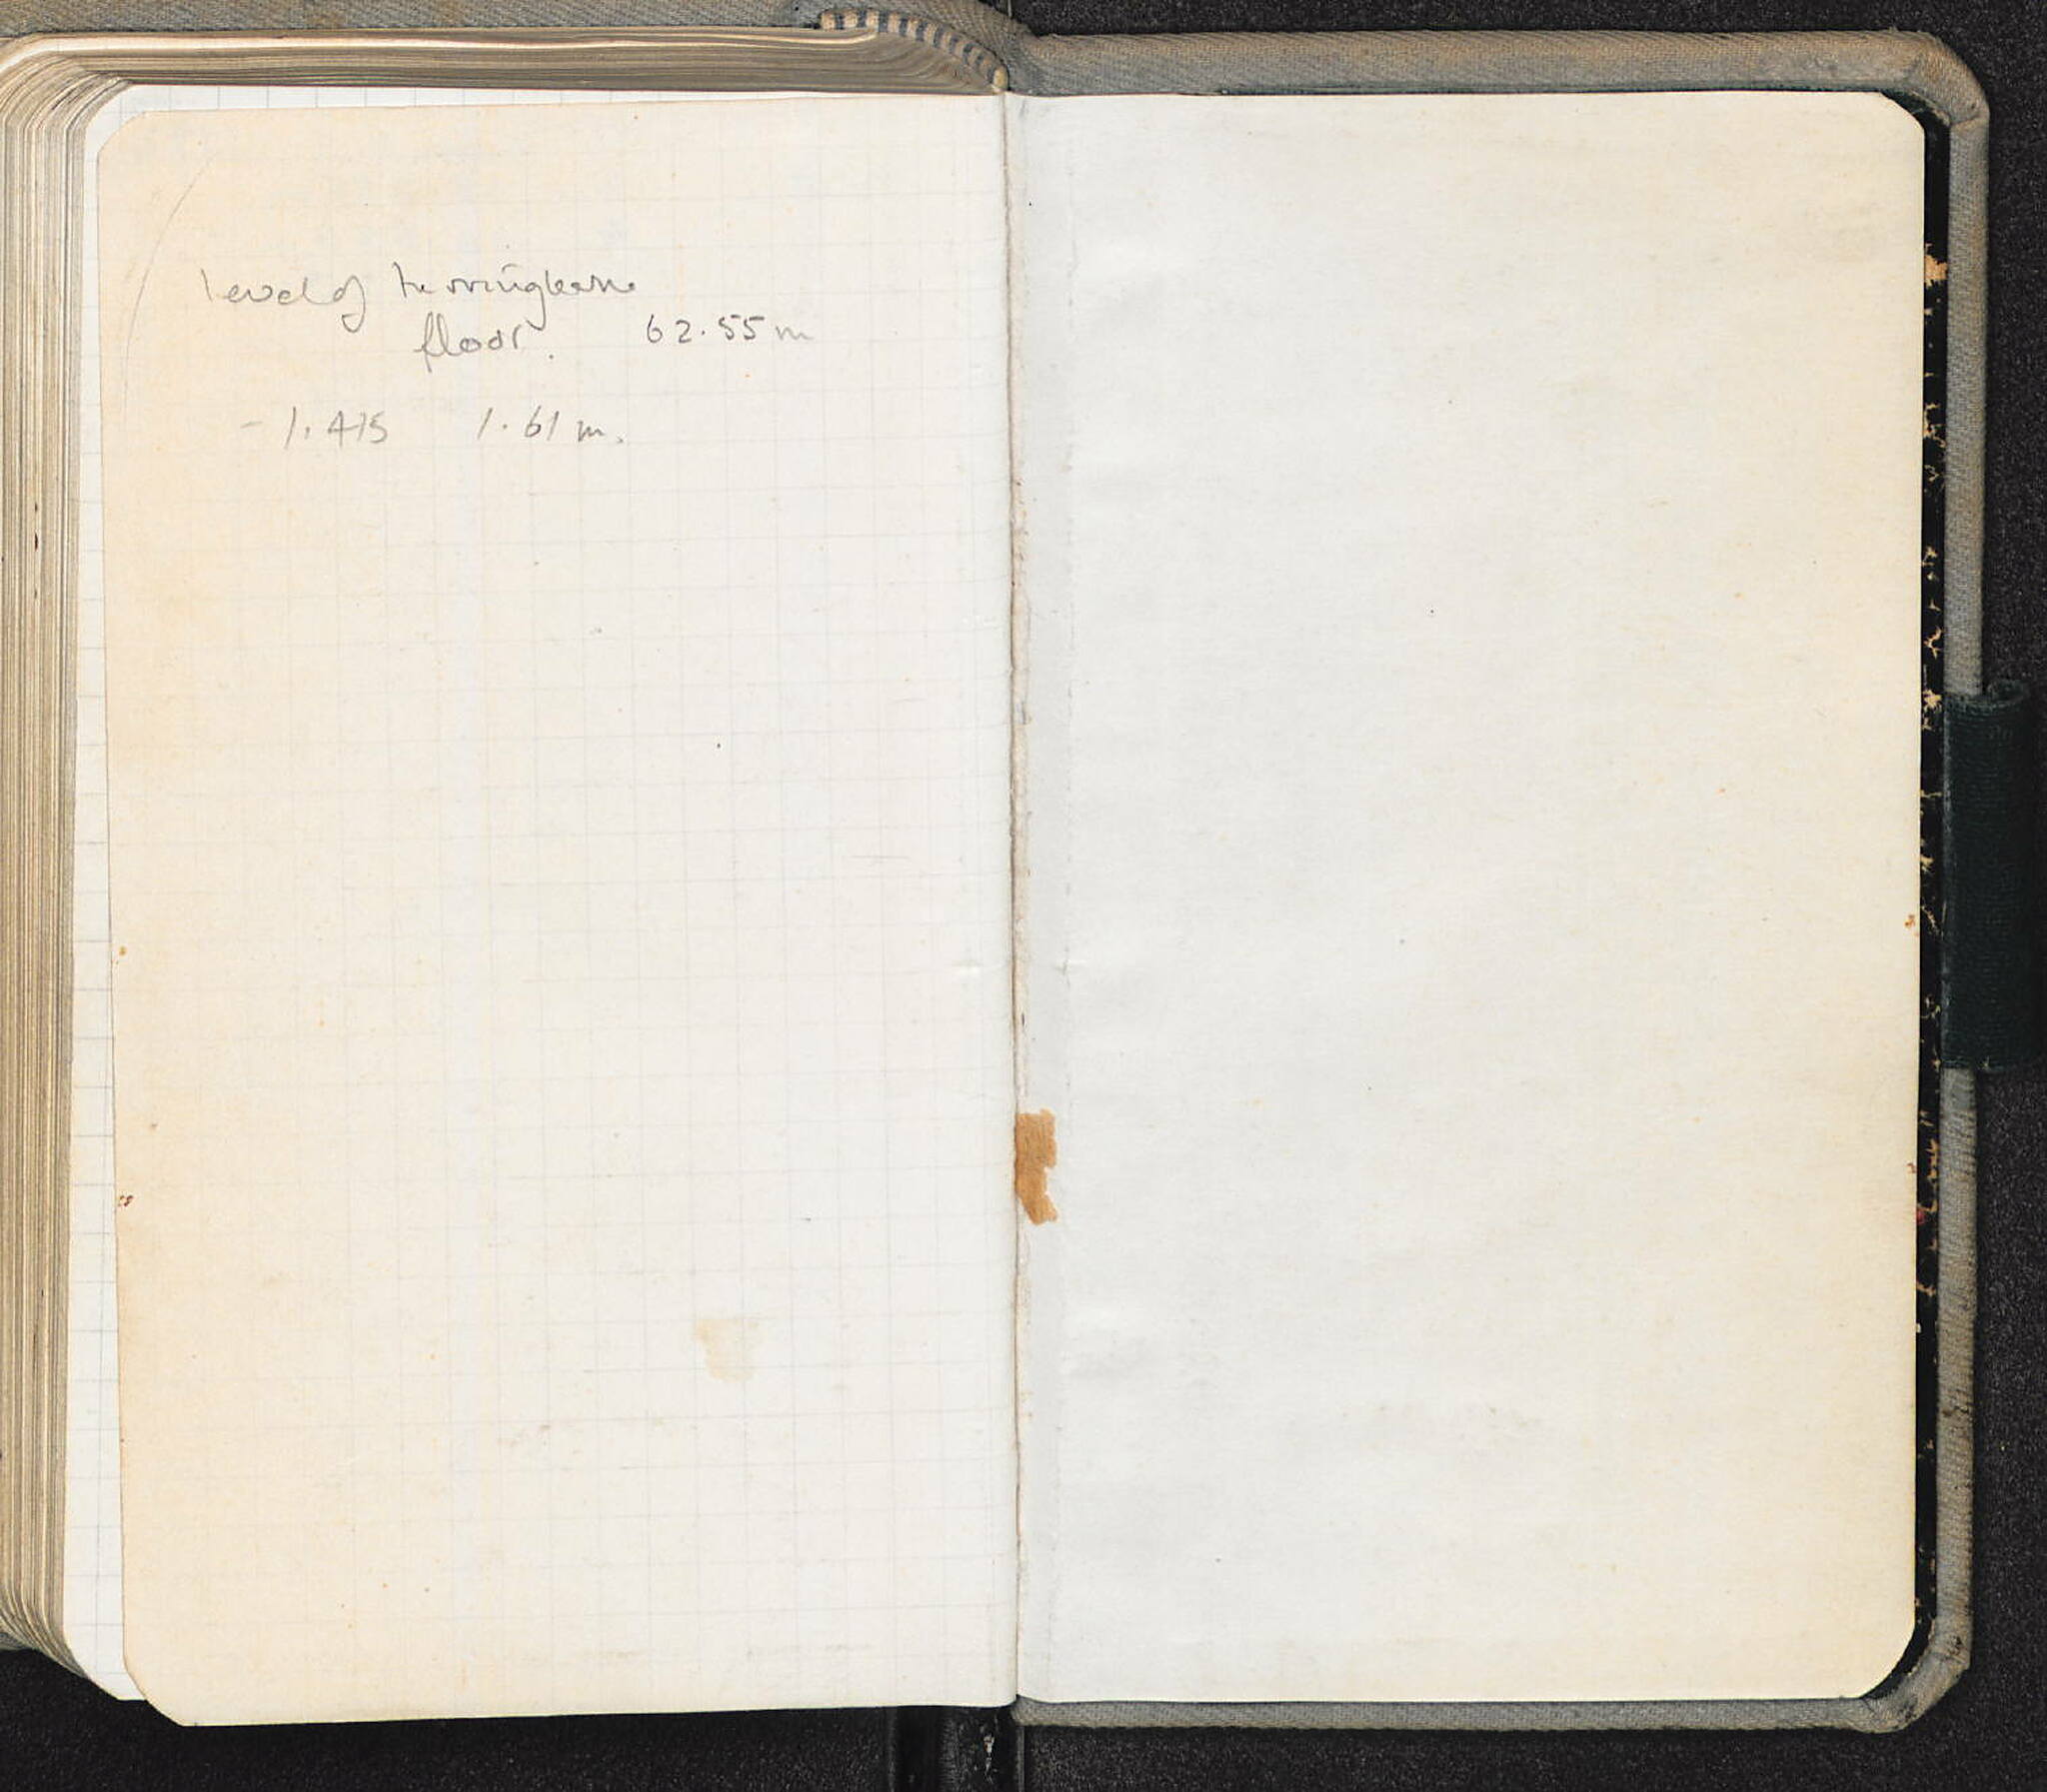 level of herringbone
floor. 62.55 m
- 1.415 1.61 m.